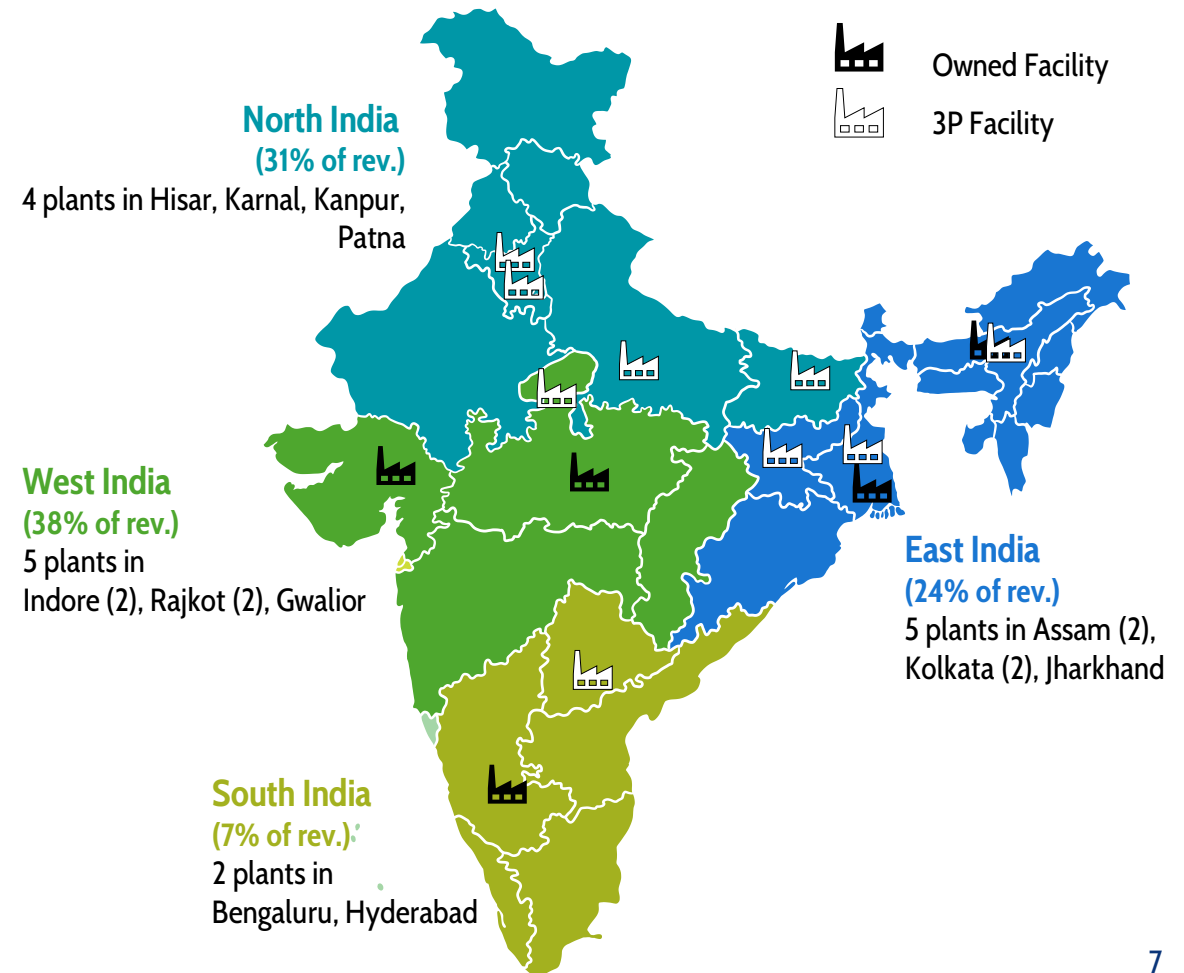 Owned Facility
3P Facility
North India
(31% of rev.)
4 plants in Hisar, Karnal, Kanpur,
Patna
West India
(38% of rev.)
5 plants in
Indore (2), Rajkot (2), Gwalior
East India
(24% of rev.)
5 plants in Assam (2),
Kolkata (2), Jharkhand
South India
(7% of rev.)
2 plants in
Bengaluru, Hyderabad
7